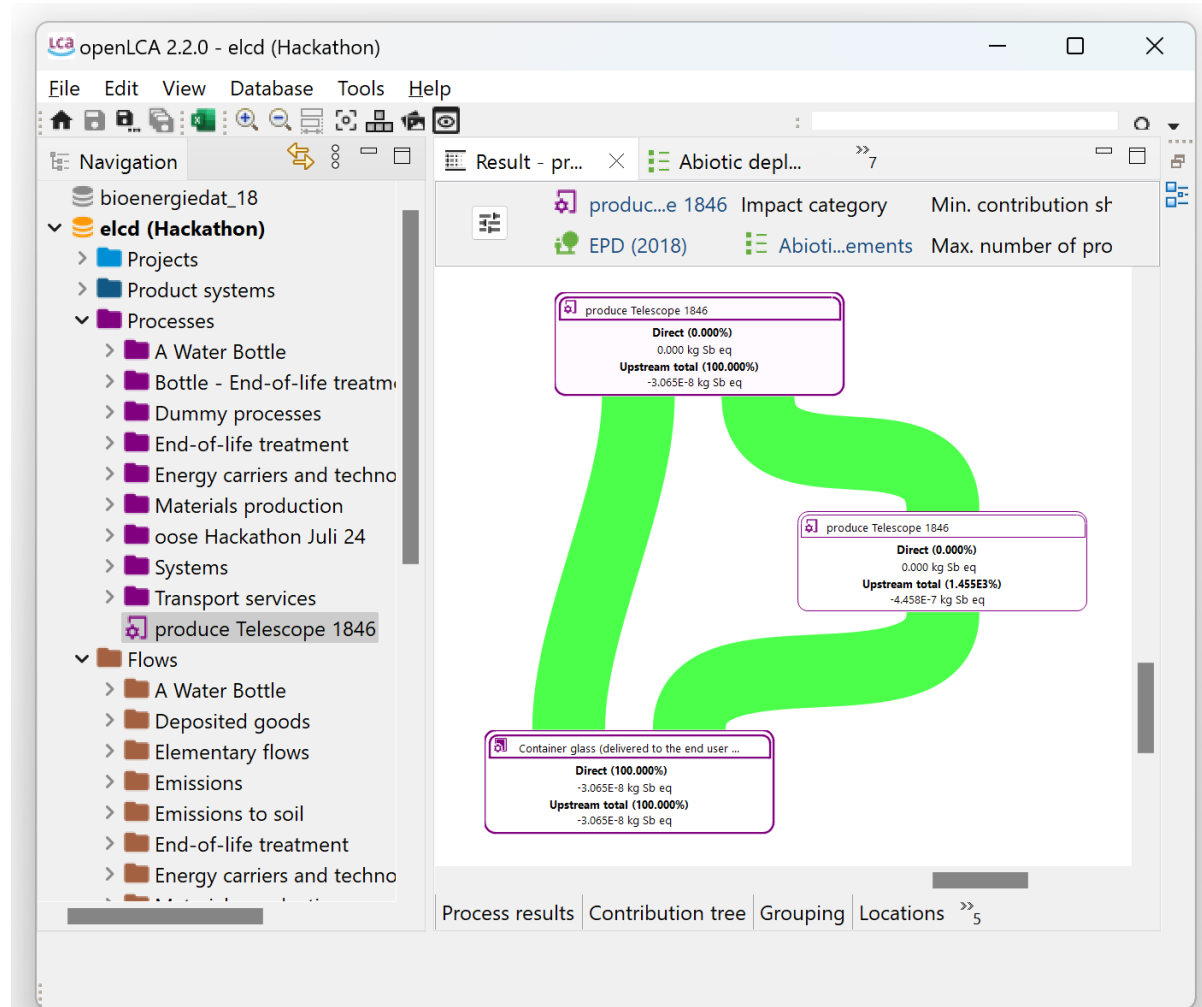 LCA openLCA 2.2.0 - elcd (Hackathon)
File Edit View Database Tools Help
Navigation
bioenergiedat_18
elcd (Hackathon)
Projects
Product systems
Processes
A Water Bottle
Bottle - End-of-life treatm
Dummy processes
End-of-life treatment
Energy carriers and techno
Materials production
oose Hackathon Juli 24
Systems
Transport services
produce Telescope 1846
Flows
A Water Bottle
Deposited goods
Elementary flows
Emissions
Emissions to soil
End-of-life treatment
Energy carriers and techno
Result - pr... Abiotic depl... 7
produc...e 1846 Impact category Min. contribution sh
EPD (2018) Abioti...ements Max. number of pro
produce Telescope 1846
Direct (0.000%)
0.000 kg Sb eq
Upstream total (100.000%)
-3.065E-8 kg Sb eq
produce Telescope 1846
Direct (0.000%)
0.000 kg Sb eq
Upstream total (1.455E3%)
-4.458E-7 kg Sb eq
Container glass (delivered to the end user ...
Direct (100.000%)
-3.065E-8 kg Sb eq
Upstream total (100.000%)
-3.065E-8 kg Sb eq
Process results Contribution tree Grouping Locations 5